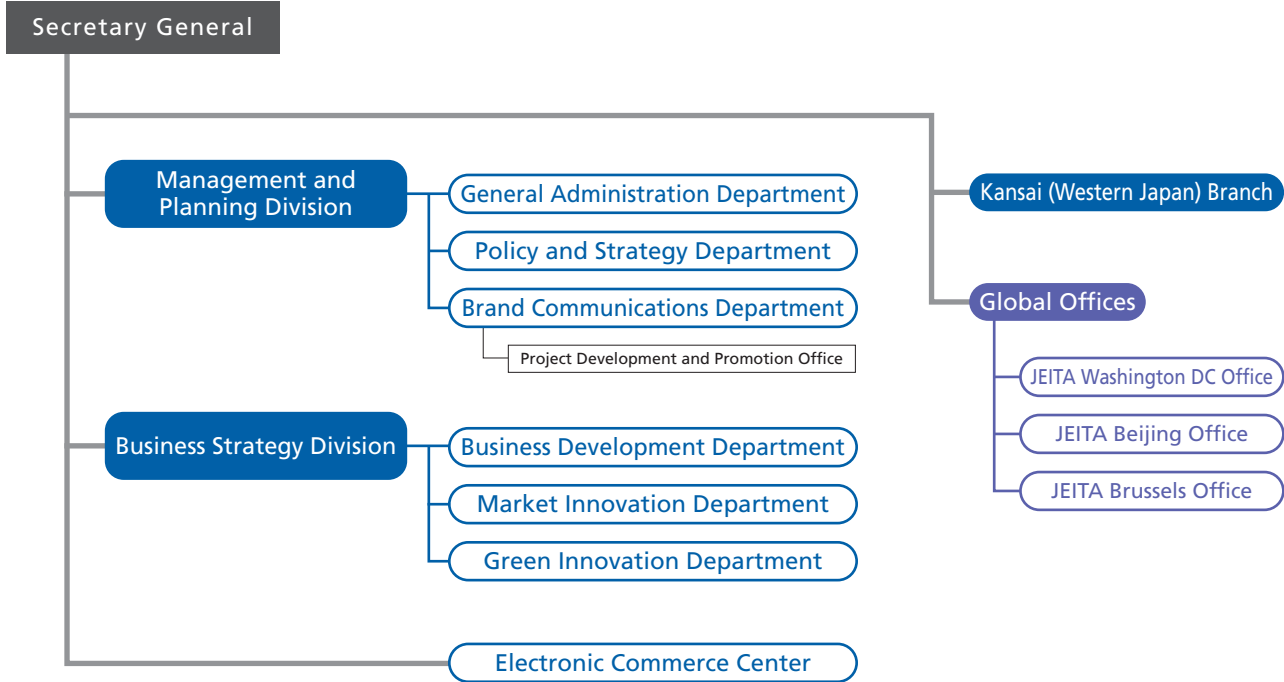 Secretary General
Management and
Planning Division
General Administration Department
Policy and Strategy Department
Brand Communications Department
Project Development and Promotion Office
Business Strategy Division
Business Development Department
Market Innovation Department
Green Innovation Department
Electronic Commerce Center
Kansai (Western Japan) Branch
Global Offices
JEITA Washington DC Office
JEITA Beijing Office
JEITA Brussels Office